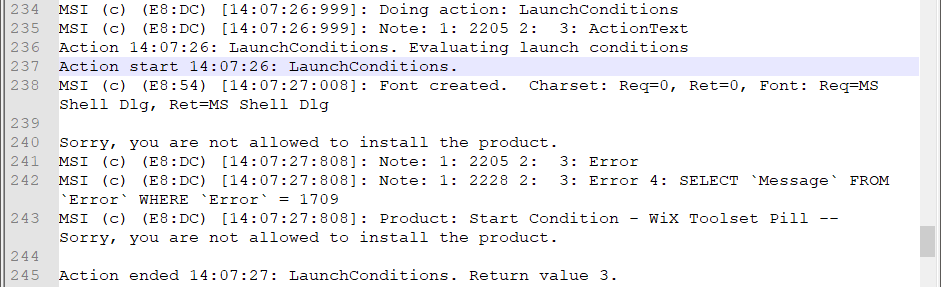 234 MSI (c) (E8:DC) [14:07:26:999]: Doing action: LaunchConditions
235 MSI (c) (E8:DC) [14:07:26:999]: Note: 1: 2205 2:  3: ActionText
236 Action 14:07:26: LaunchConditions. Evaluating launch conditions
237 Action start 14:07:26: LaunchConditions.
238 MSI (c) (E8:54) [14:07:27:008]: Font created.  Charset: Req=0, Ret=0, Font: Req=MS
Shell Dlg, Ret=MS Shell Dlg
239
240 Sorry, you are not allowed to install the product.
241 MSI (c) (E8:DC) [14:07:27:808]: Note: 1: 2205 2:  3: Error
242 MSI (c) (E8:DC) [14:07:27:808]: Note: 1: 2228 2:  3: Error 4: SELECT `Message` FROM
`Error` WHERE `Error` = 1709
243 MSI (c) (E8:DC) [14:07:27:808]: Product: Start Condition - WiX Toolset Pill --
Sorry, you are not allowed to install the product.
244
245 Action ended 14:07:27: LaunchConditions. Return value 3.